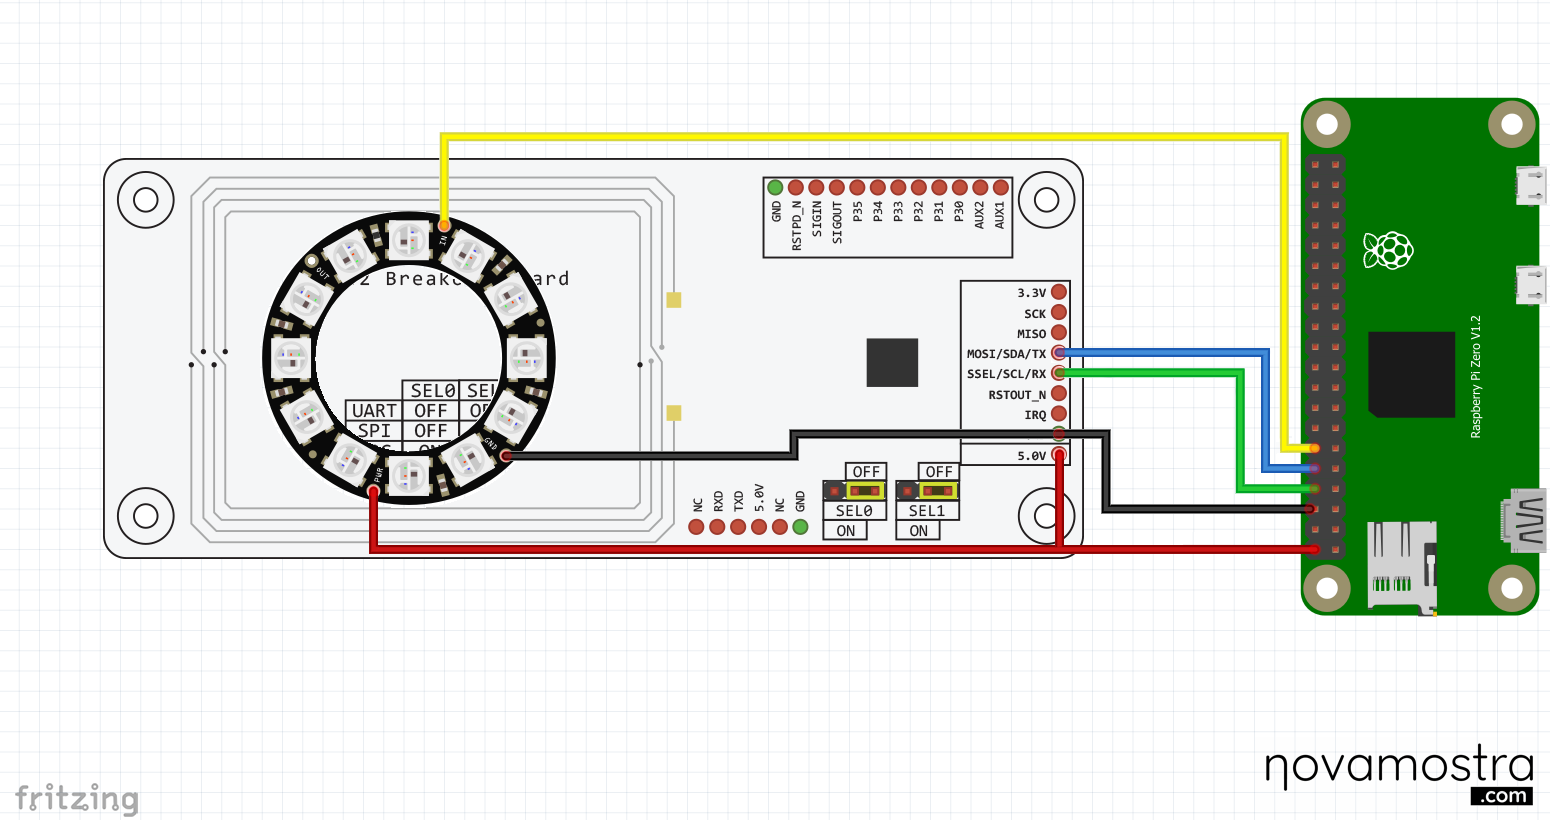 GND
RSTPD_N
SIGIN
SIGOUT
P35
P34
P33
P32
P31
P30
AUX2
AUX1
IN
OUT
2 Break
ard
3.3V
SCK
MISO
MOSI/SDA/TX
SSEL/SCL/RX
RSTOUT_N
IRQ
5.0V
SEL0 SEL
UART OFF
SPI OFF
GND
PWR
NC
RXD
TXD
5.0V
NC
GND
OFF
SEL0
ON
OFF
SEL1
ON
Raspberry Pi Zero V1.2
fritzing
novamostra
.com